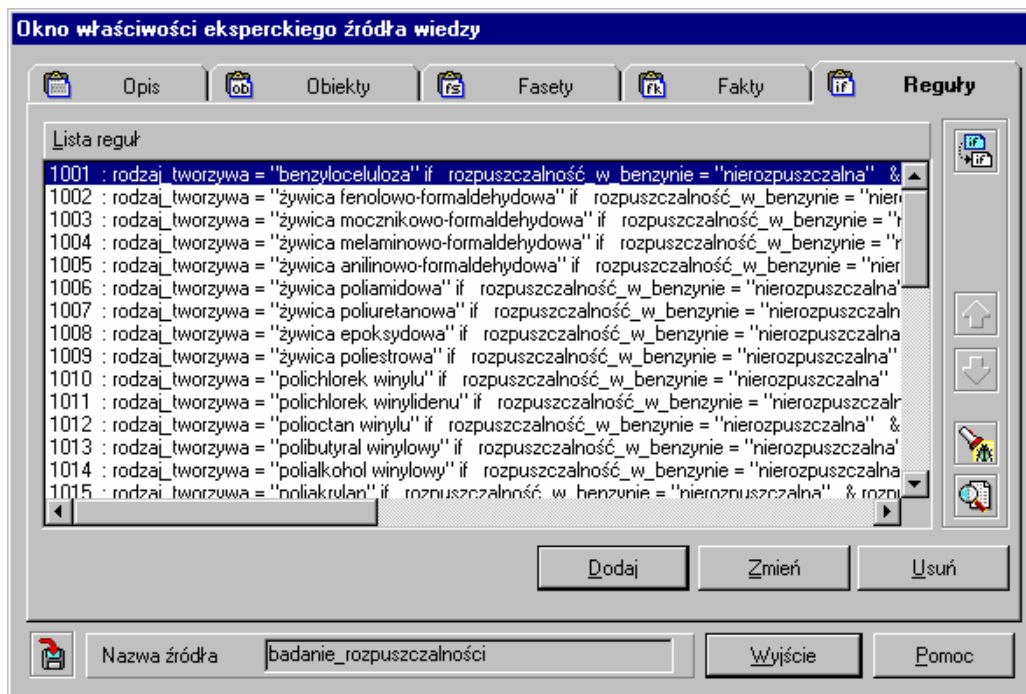 Okno właściwości eksperckiego źródła wiedzy
Opis Obiekty Fasety Fakty Reguły
Lista reguł
1001 : rodzaj_tworzywa = "benzyloceluloza" if rozpuszczalność_w_benzynie = "nierozpuszczalna" &
1002 : rodzaj_tworzywa = "żywica fenolowo-formaldehydowa" if rozpuszczalność_w_benzynie = "nier
1003 : rodzaj_tworzywa = "żywica mocznikowo-formaldehydowa" if rozpuszczalność_w_benzynie = "r
1004 : rodzaj_tworzywa = "żywica melaminowo-formaldehydowa" if rozpuszczalność_w_benzynie = "r
1005 : rodzaj_tworzywa = "żywica anilinowo-formaldehydowa" if rozpuszczalność_w_benzynie = "nier
1006 : rodzaj_tworzywa = "żywica poliamidowa" if rozpuszczalność_w_benzynie = "nierozpuszczalna"
1007 : rodzaj_tworzywa = "żywica poliuretanowa" if rozpuszczalność_w_benzynie = "nierozpuszczalna
1008 : rodzaj_tworzywa = "żywica epoksydowa" if rozpuszczalność_w_benzynie = "nierozpuszczalna
1009 : rodzaj_tworzywa = "żywica poliestrowa" if rozpuszczalność_w_benzynie = "nierozpuszczalna"
1010 : rodzaj_tworzywa = "polichlorek winylu" if rozpuszczalność_w_benzynie = "nierozpuszczalna"
1011 : rodzaj_tworzywa = "polichlorek winylidenu" if rozpuszczalność_w_benzynie = "nierozpuszczalr
1012 : rodzaj_tworzywa = "polioctan winylu" if rozpuszczalność_w_benzynie = "nierozpuszczalna" &
1013 : rodzaj_tworzywa = "polibutyral winylowy" if rozpuszczalność_w_benzynie = "nierozpuszczalna"
1014 : rodzaj_tworzywa = "polialkohol winylowy" if rozpuszczalność_w_benzynie = "nierozpuszczalna
1015 : rodzaj_tworzywa = "poliakrylan" if rozpuszczalność_w_benzynie = "nierozpuszczalna" & rozpu
Dodaj Zmień Usuń
Nazwa źródła badanie_rozpuszczalności Wyjście Pomoc